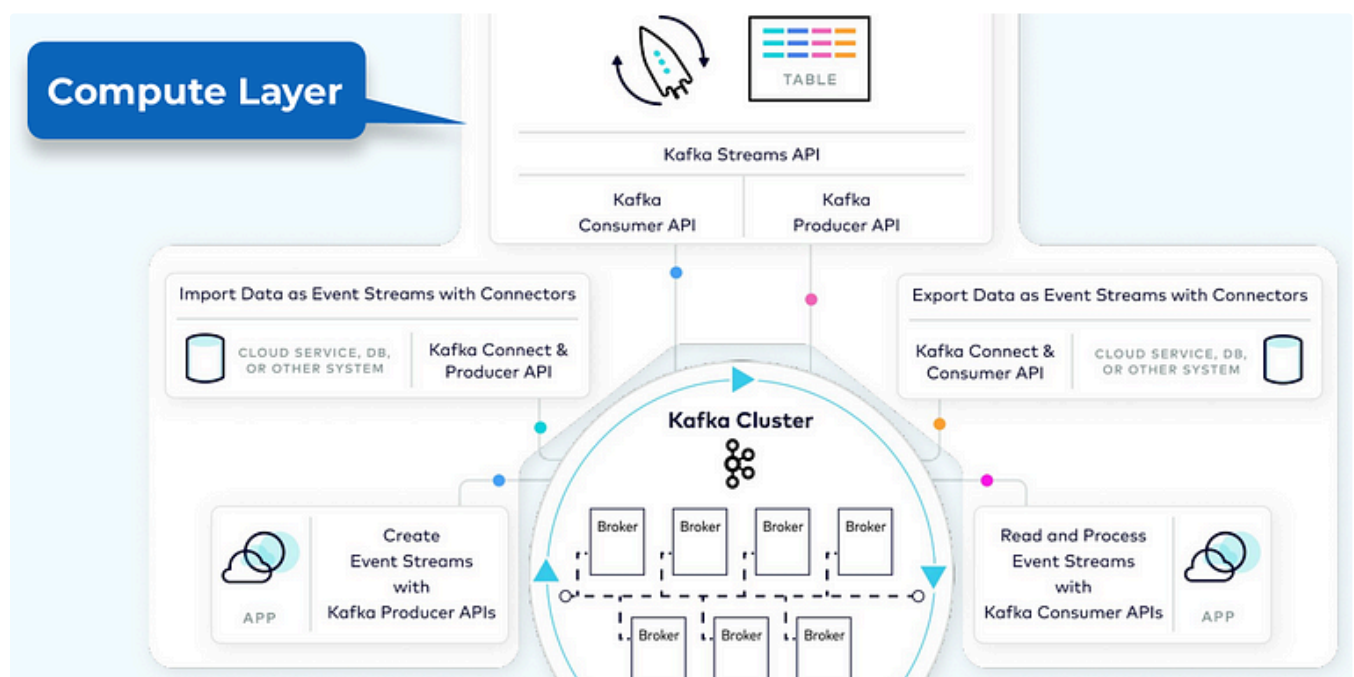 Compute Layer
TABLE
Kafka Streams API
Kafka
Consumer API
Kafka
Producer API
Import Data as Event Streams with Connectors
CLOUD SERVICE, DB,
OR OTHER SYSTEM
Kafka Connect &
Producer API
Export Data as Event Streams with Connectors
Kafka Connect &
Consumer API
CLOUD SERVICE, DB,
OR OTHER SYSTEM
Kafka Cluster
Broker
Broker
Broker
Broker
Broker
Broker
Broker
APP
Create
Event Streams
with
Kafka Producer APIs
Read and Process
Event Streams
with
Kafka Consumer APIs
APP